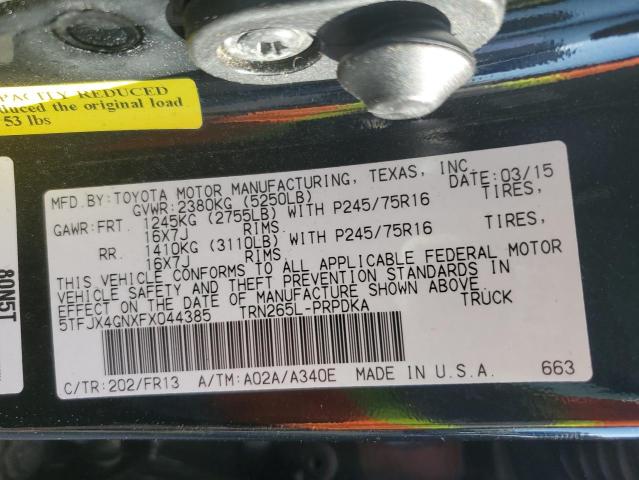 PACITY REDUCED
duced the original load
53 lbs
80N5T
MFD.BY:TOYOTA MOTOR MANUFACTURING, TEXAS, INC.
GVWR:2380KG (5250LB) DATE:03/15
GAWR:FRT. 1245KG (2755LB) WITH P245/75R16 TIRES,
16X7J RIMS.
RR. 1410KG (3110LB) WITH P245/75R16 TIRES,
16X7J RIMS.
THIS VEHICLE CONFORMS TO ALL APPLICABLE FEDERAL MOTOR
VEHICLE SAFETY AND THEFT PREVENTION STANDARDS IN
EFFECT ON THE DATE OF MANUFACTURE SHOWN ABOVE.
5TFJX4GNXFX044385 TRN265L-PRPDKA TRUCK
C/TR:202/FR13 A/TM:A02A/A340E MADE IN U.S.A. 663